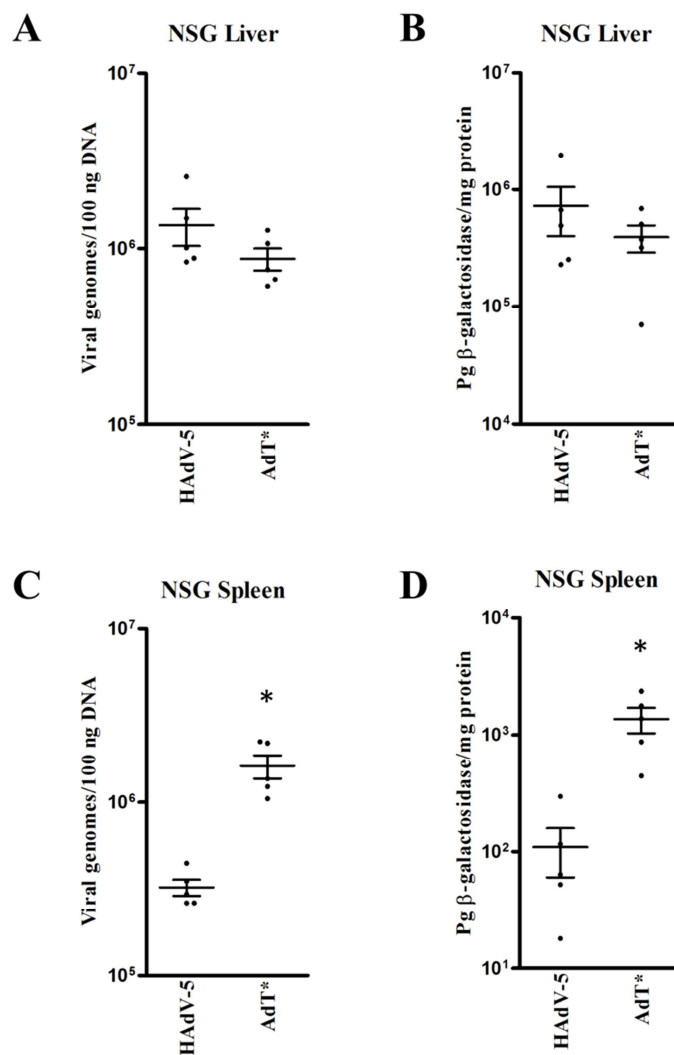 A
NSG Liver
Viral genomes/100 ng DNA
10⁷
10⁶
10⁵
HAdV-5
AdT*
B
NSG Liver
Pg β-galactosidase/mg protein
10⁷
10⁶
10⁵
10⁴
HAdV-5
AdT*
C
NSG Spleen
Viral genomes/100 ng DNA
10⁷
10⁶
10⁵
*
HAdV-5
AdT*
D
NSG Spleen
Pg β-galactosidase/mg protein
10⁴
10³
10²
10¹
*
HAdV-5
AdT*